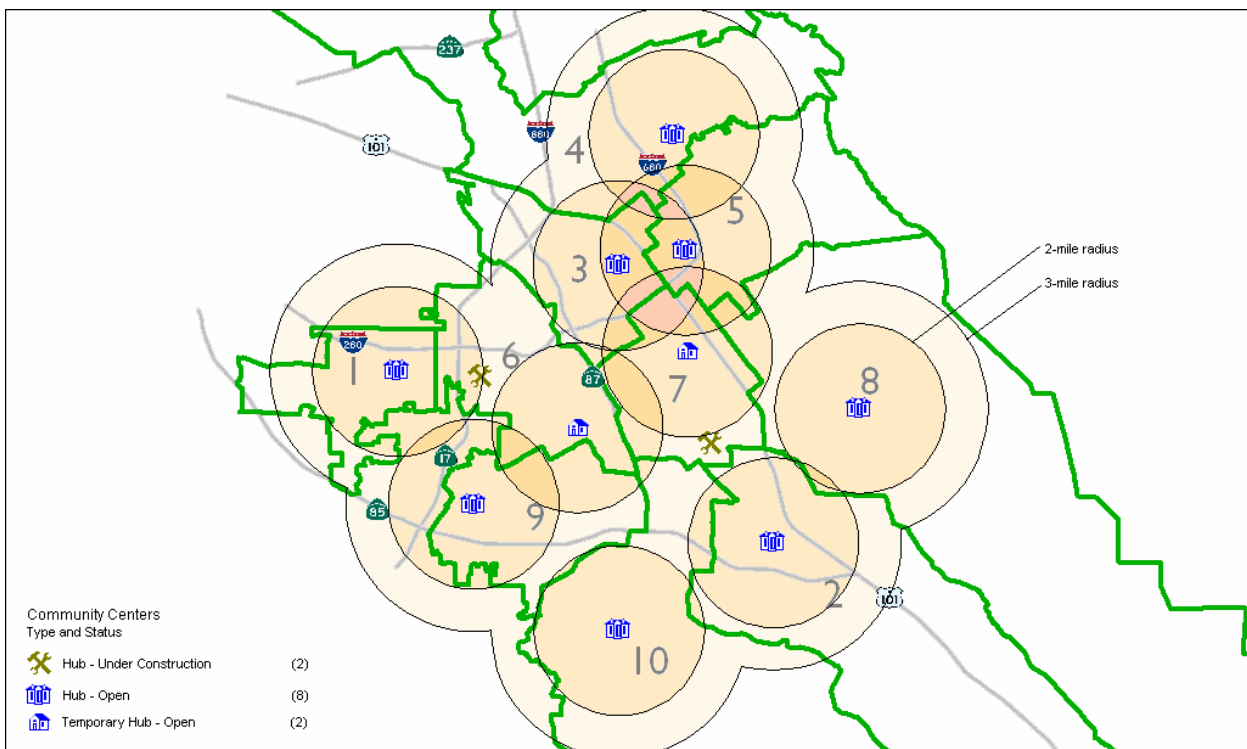 237
101
880
4
680
5
3
2-mile radius
3-mile radius
280
1
6
87
7
8
17
85
9
2
101
10
Community Centers
Type and Status
Hub - Under Construction (2)
Hub - Open (8)
Temporary Hub - Open (2)